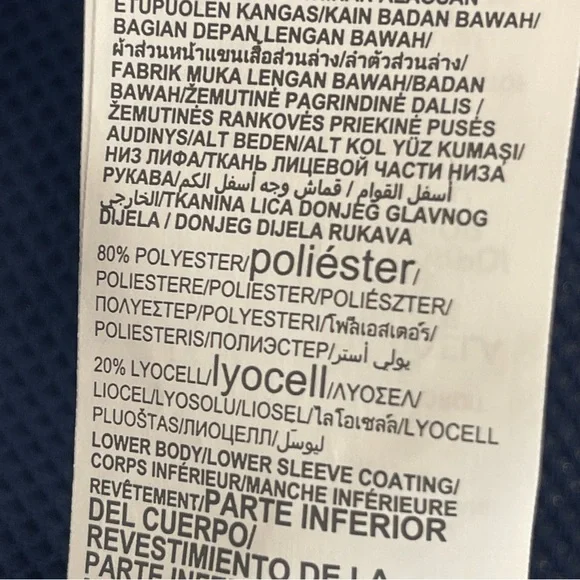 ETUPUOLEN KANGAS/KAIN BADAN BAWAH/
BAGIAN DEPAN LENGAN BAWAH/
ผ้าส่วนหน้าแขนเสื้อส่วนล่าง/ลำตัวส่วนล่าง/
FABRIK MUKA LENGAN BAWAH/BADAN
BAWAH/ŽEMUTINĖ PAGRINDINĖ DALIS /
ŽEMUTINĖS RANKOVĖS PRIEKINĖ PUSĖS
AUDINYS/ALT BEDEN/ALT KOL YÜZ KUMAŞI/
НИЗ ЛИФА/ТКАНЬ ЛИЦЕВОЙ ЧАСТИ НИЗА
РУКАВА/أسفل القوام / قماش وجه أسفل الكم
الخارجي/TKANINA LICA DONJEG GLAVNOG
DIJELA / DONJEG DIJELA RUKAVA
80% POLYESTER/poliéster/
POLIESTERE/POLIESTER/POLIÉSZTER/
ΠΟΛΥΕΣΤΕΡ/POLYESTERI/โพลีเอสเตอร์/
POLIESTERIS/ПОЛИЭСТЕР/يولي أستر
20% LYOCELL/lyocell/ΛΥΟΣΕΛ/
LIOCEL/LYOSOLU/LIOSEL/ไลโอเซลล์/LYOCELL
PLUOŠTAS/ЛИОЦЕЛЛ/ليوسل
LOWER BODY/LOWER SLEEVE COATING/
CORPS INFÉRIEUR/MANCHE INFÉRIEURE
REVÊTEMENT/PARTE INFERIOR
DEL CUERPO/
REVESTIMIENTO DE LA
PARTE